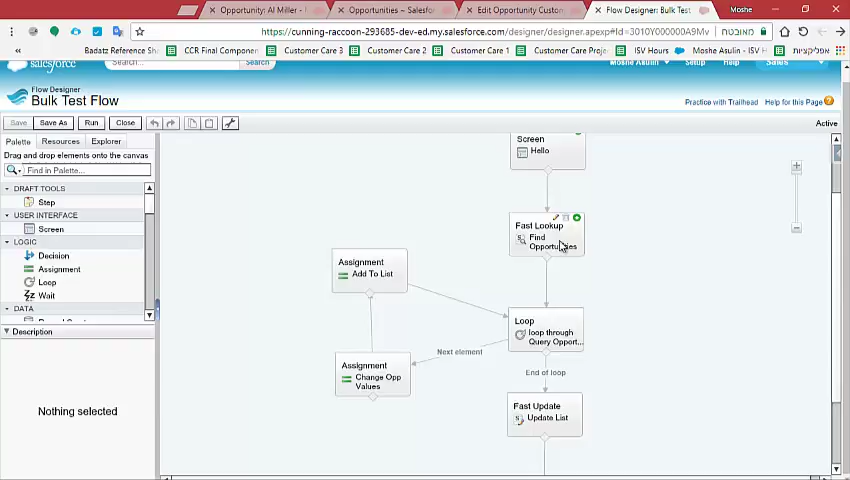 Opportunity: Al Miller -
Opportunities ~ Salesfor
Edit Opportunity Custom
Flow Designer: Bulk Test
Moshe
https://cunning-raccoon-293685-dev-ed.my.salesforce.com/designer/designer.apexp#Id=3010Y000000A9Mv
מאובטח
Badatz Reference Sh
CCR Final Componen
Customer Care 3
Customer Care 2
Customer Care 1
Customer Care Proje
ISV Hours
Moshe Asulin - ISV H
אפליקציות
salesforce
Search...
Search
Moshe Asulin
Setup
Help
Sales
Flow Designer
Bulk Test Flow
Practice with Trailhead
Help for this Page
Save
Save As
Run
Close
Active
Palette
Resources
Explorer
Drag and drop elements onto the canvas
Find in Palette...
DRAFT TOOLS
Step
USER INTERFACE
Screen
LOGIC
Decision
Assignment
Loop
Wait
DATA
Description
Nothing selected
Screen
Hello
Fast Lookup
Find
Opportunities
Assignment
Add To List
Loop
loop through
Query Opport...
Next element
Assignment
Change Opp
Values
End of loop
Fast Update
Update List